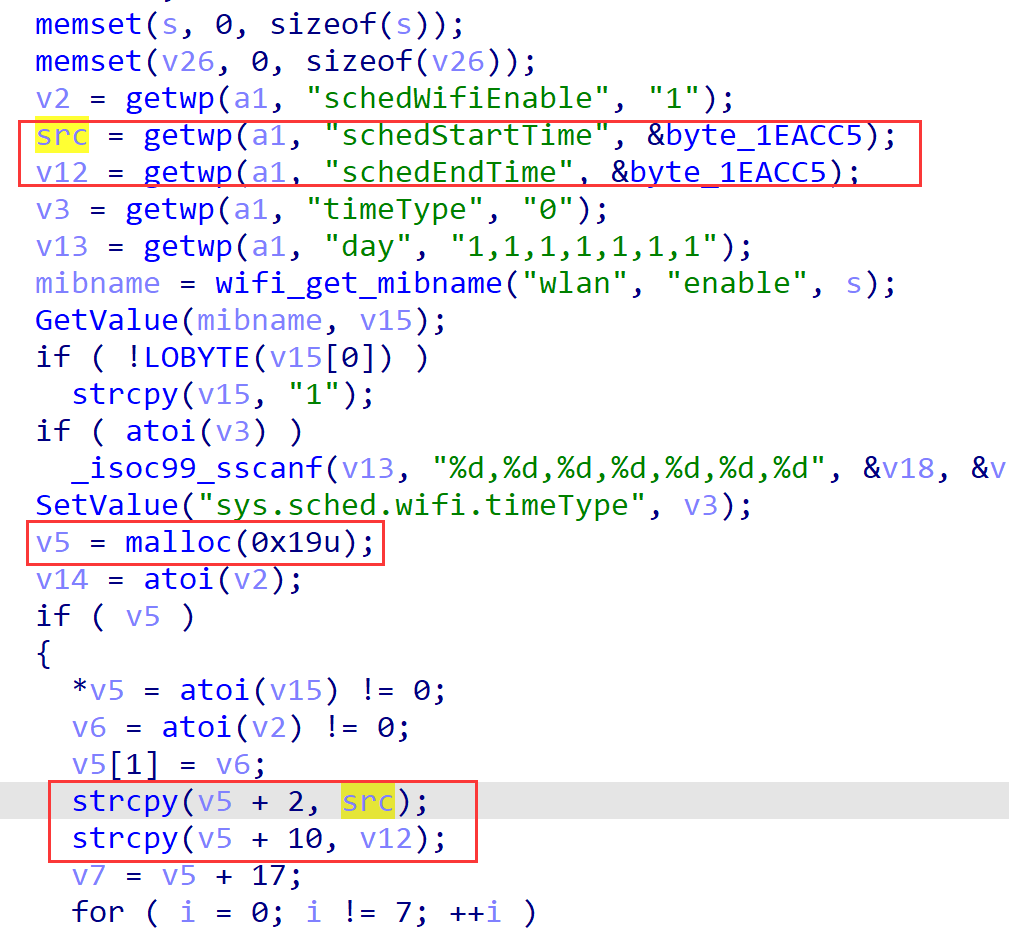 memset(s, 0, sizeof(s));
memset(v26, 0, sizeof(v26));
v2 = getwp(a1, "schedWifiEnable", "1");
src = getwp(a1, "schedStartTime", &byte_1EACC5);
v12 = getwp(a1, "schedEndTime", &byte_1EACC5);
v3 = getwp(a1, "timeType", "0");
v13 = getwp(a1, "day", "1,1,1,1,1,1,1");
mibname = wifi_get_mibname("wlan", "enable", s);
GetValue(mibname, v15);
if ( !LOBYTE(v15[0]) )
strcpy(v15, "1");
if ( atoi(v3) )
_isoc99_sscanf(v13, "%d,%d,%d,%d,%d,%d,%d", &v18, &v
SetValue("sys.sched.wifi.timeType", v3);
v5 = malloc(0x19u);
v14 = atoi(v2);
if ( v5 )
{
*v5 = atoi(v15) != 0;
v6 = atoi(v2) != 0;
v5[1] = v6;
strcpy(v5 + 2, src);
strcpy(v5 + 10, v12);
v7 = v5 + 17;
for ( i = 0; i != 7; ++i )